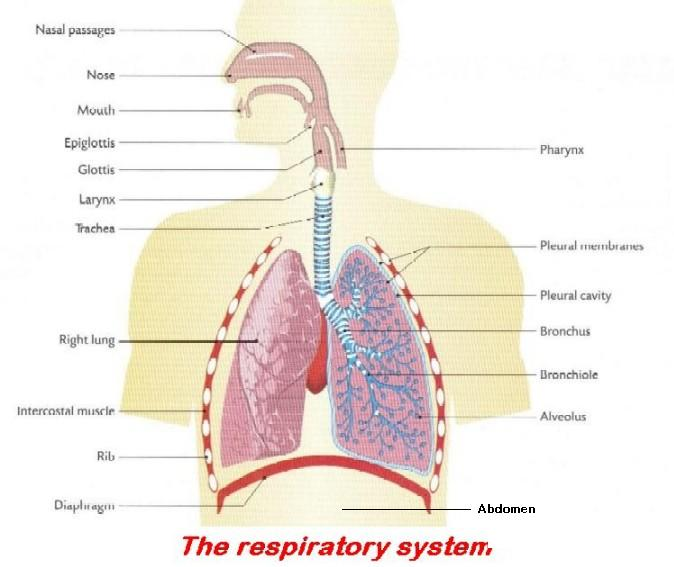 Nasal passages
Nose
Mouth
Epiglottis
Glottis
Larynx
Trachea
Right lung
Intercostal muscle
Rib
Diaphragm
Pharynx
Pleural membranes
Pleural cavity
Bronchus
Bronchiole
Alveolus
Abdomen
The respiratory system.